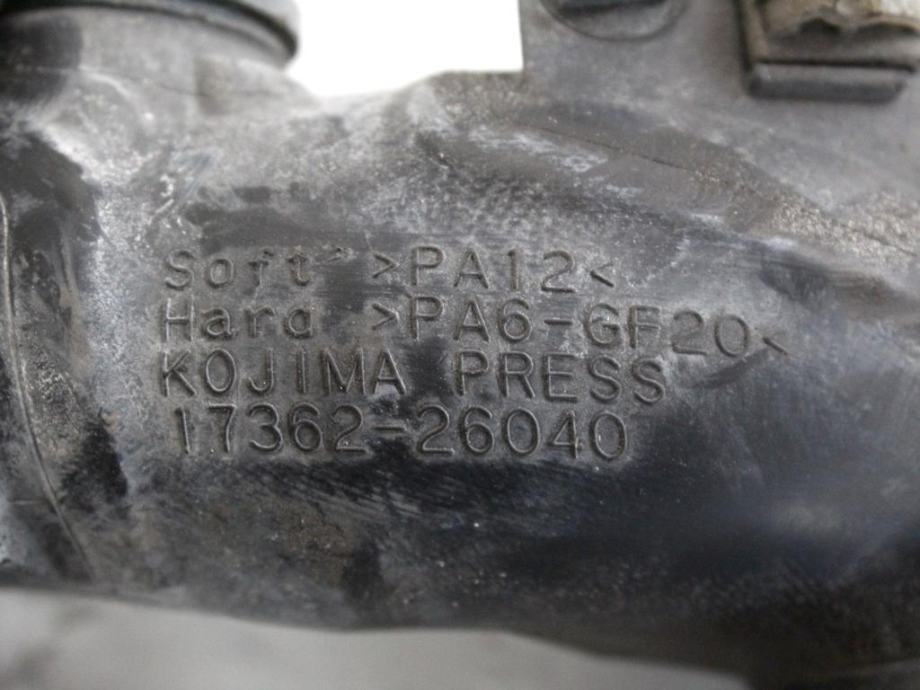 Soft >PA12<
Hard >PA6-GF20<
KOJIMA PRESS
17362-26040